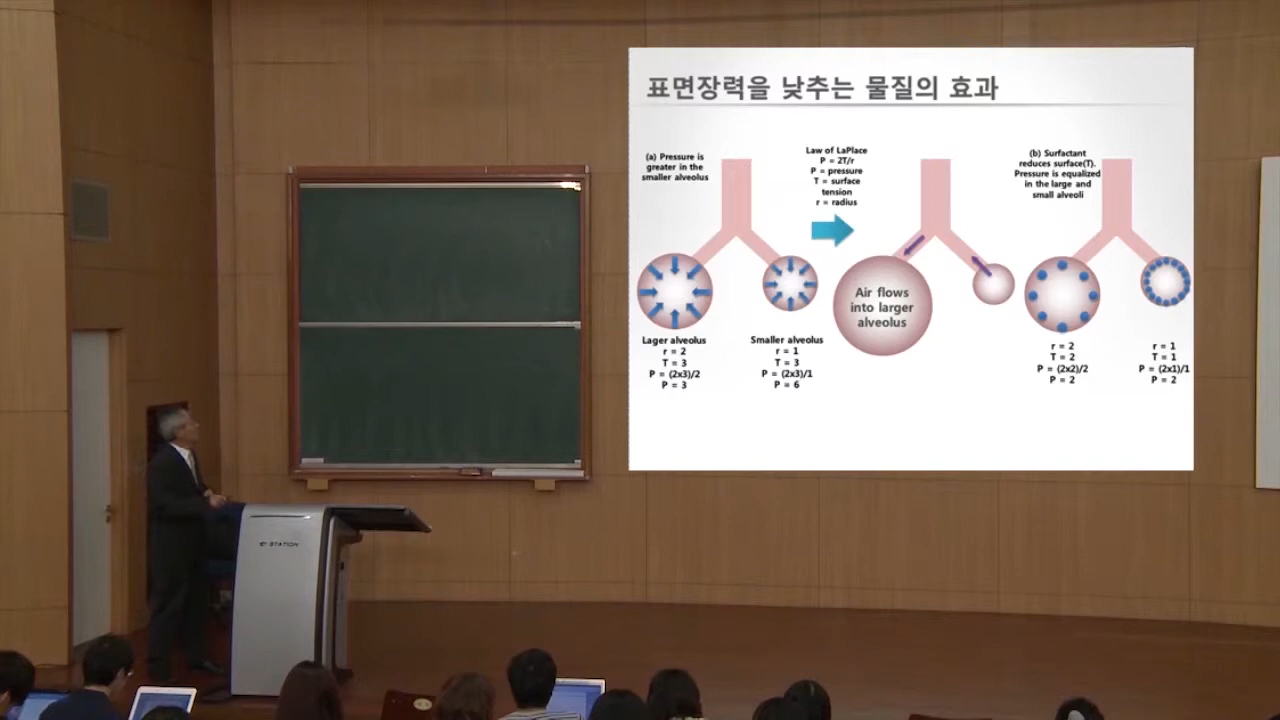 표면장력을 낮추는 물질의 효과
(a) Pressure is
greater in the
smaller alveolus
Law of LaPlace
P = 2T/r
P = pressure
T = surface
tension
r = radius
(b) Surfactant
reduces surface(T).
Pressure is equalized
in the large and
small alveoli
Air flows
into larger
alveolus
Lager alveolus
r = 2
T = 3
P = (2x3)/2
P = 3
Smaller alveolus
r = 1
T = 3
P = (2x3)/1
P = 6
r = 2
T = 2
P = (2x2)/2
P = 2
r = 1
T = 1
P = (2x1)/1
P = 2
STATION